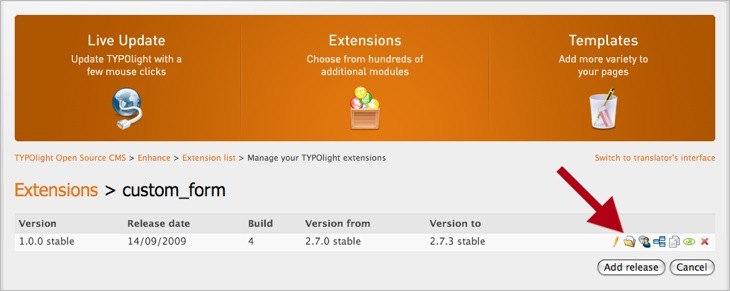 Live Update
Update TYPOlight with a
few mouse clicks
Extensions
Choose from hundreds of
additional modules
Templates
Add more variety to
your pages
TYPOlight Open Source CMS > Enhance > Extension list > Manage your TYPOlight extensions
Switch to translator's interface
Extensions > custom_form
Version Release date Build Version from Version to
1.0.0 stable 14/09/2009 4 2.7.0 stable 2.7.3 stable
Add release Cancel